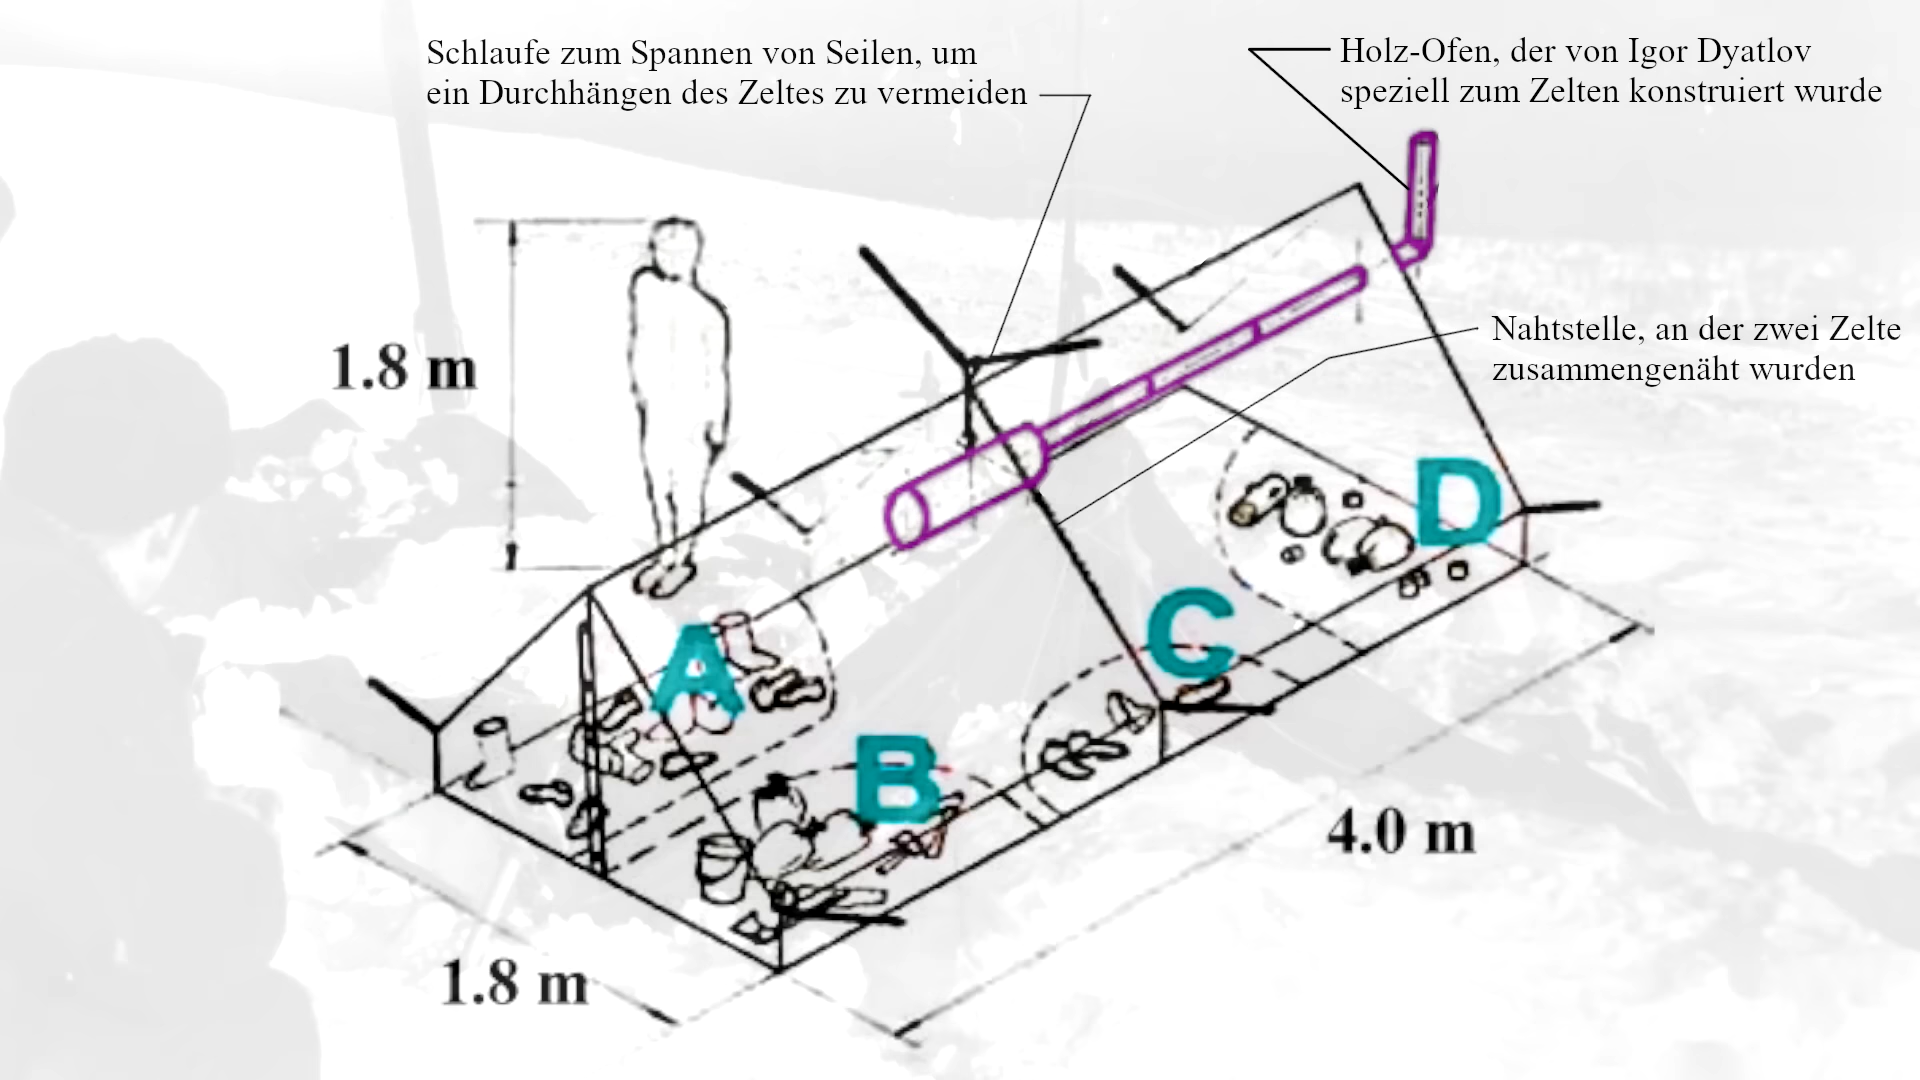 Schlaufe zum Spannen von Seilen, um
ein Durchhängen des Zeltes zu vermeiden
Holz-Ofen, der von Igor Dyatlov
speziell zum Zelten konstruiert wurde
Nahtstelle, an der zwei Zelte
zusammengenäht wurden
1.8 m
D
C
A
B
4.0 m
1.8 m